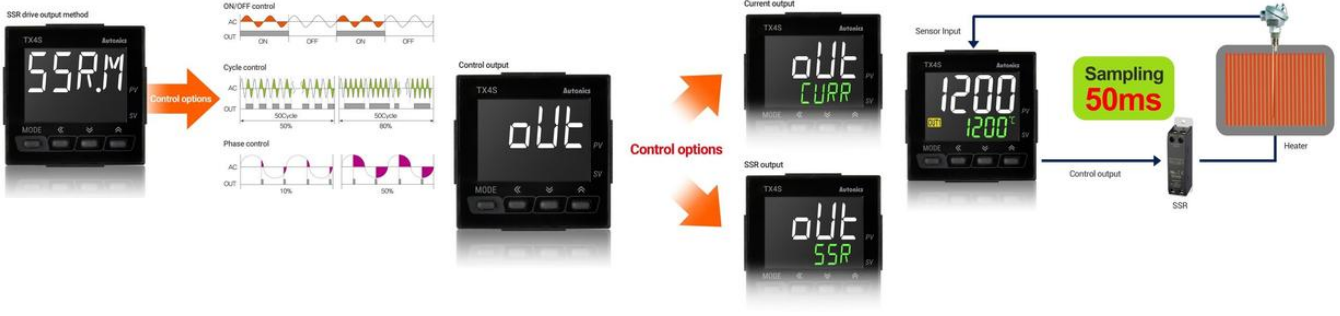 SSR drive output method
TX4S
Autonics
SSR.M
PV
SV
MODE
Control options
ON/OFF control
AC
OUT
ON
OFF
ON
OFF
Cycle control
AC
OUT
50Cycle
50%
50Cycle
80%
Phase control
AC
OUT
10%
50%
Control output
TX4S
Autonics
oUt
PV
SV
MODE
Control options
Current output
TX4S
Autonics
oUt
CURR
PV
SV
MODE
SSR output
TX4S
Autonics
oUt
SSR
PV
SV
MODE
Sensor Input
TX4S
Autonics
1200
PV
OUT1
1200°C
SV
MODE
Sampling
50ms
Control output
SSR
Heater